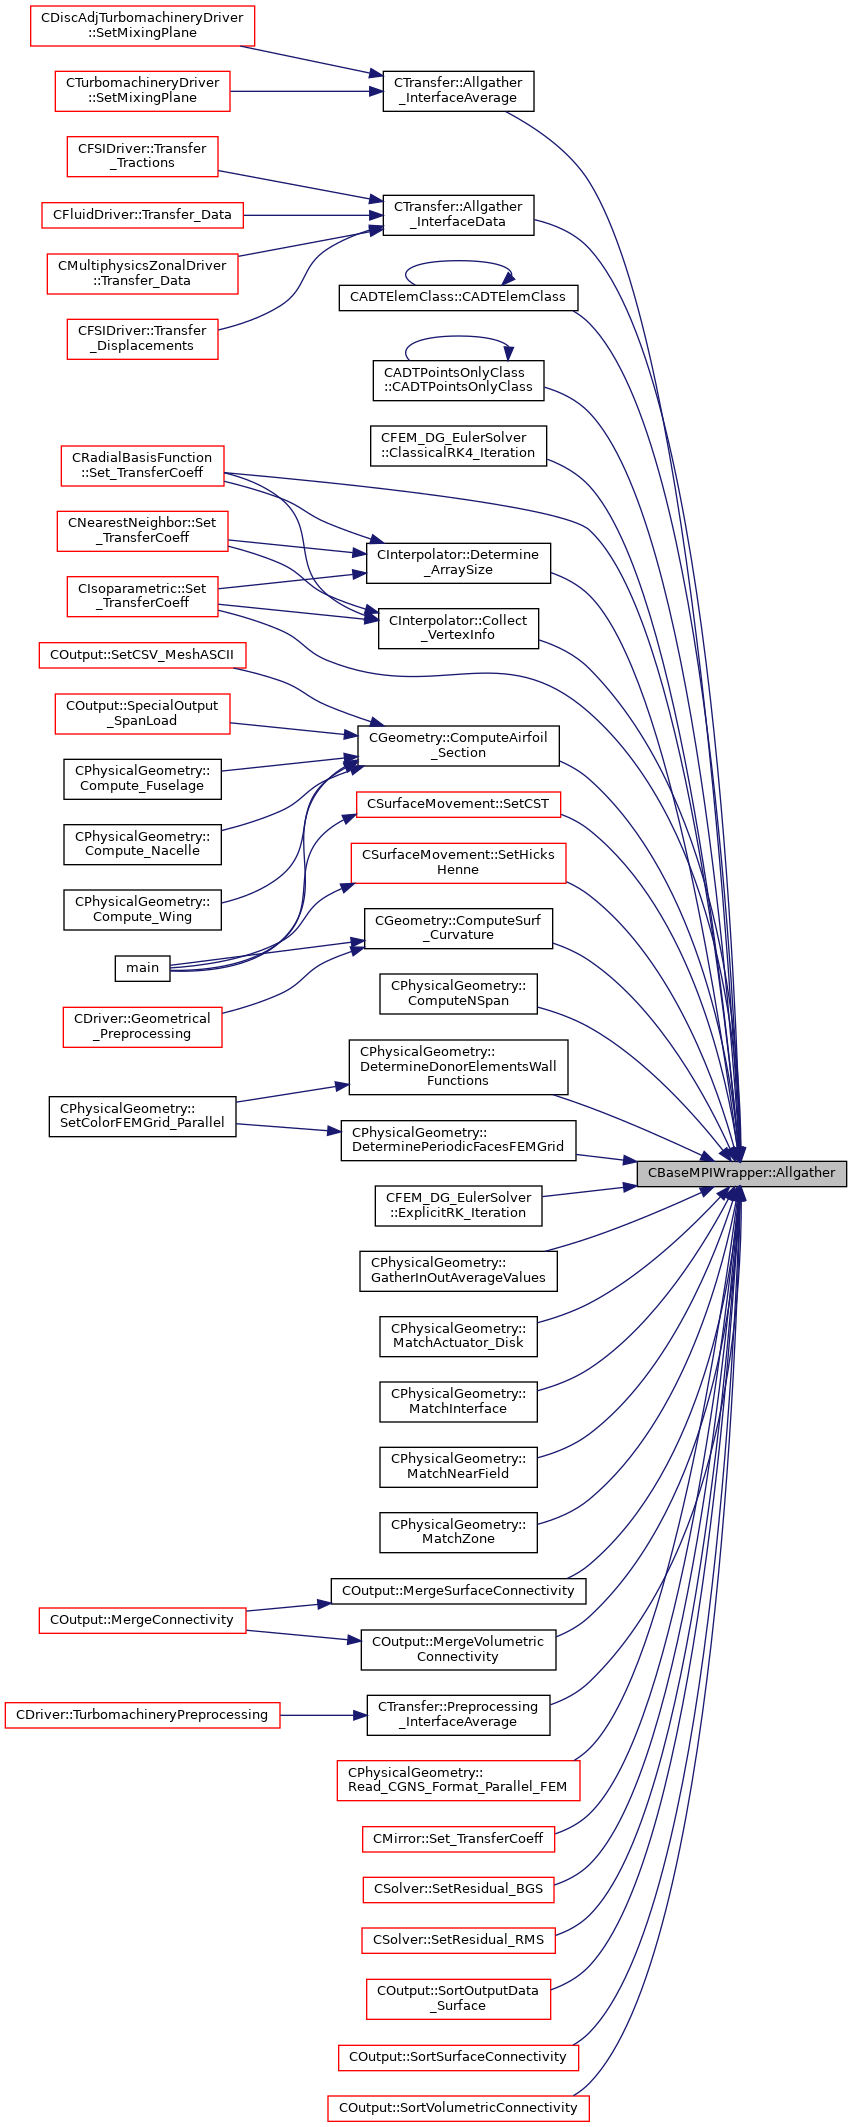 CDiscAdjTurbomachineryDriver
::SetMixingPlane
CTransfer::Allgather
_InterfaceAverage
CTurbomachineryDriver
::SetMixingPlane
CFSIDriver::Transfer
_Tractions
CTransfer::Allgather
_InterfaceData
CFluidDriver::Transfer_Data
CMultiphysicsZonalDriver
::Transfer_Data
CADTElemClass::CADTElemClass
CFSIDriver::Transfer
_Displacements
CADTPointsOnlyClass
::CADTPointsOnlyClass
CFEM_DG_EulerSolver
::ClassicalRK4_Iteration
CRadialBasisFunction
::Set_TransferCoeff
CNearestNeighbor::Set
_TransferCoeff
CInterpolator::Determine
_ArraySize
CIsoparametric::Set
_TransferCoeff
CInterpolator::Collect
_VertexInfo
COutput::SetCSV_MeshASCII
COutput::SpecialOutput
_SpanLoad
CGeometry::ComputeAirfoil
_Section
CPhysicalGeometry::
Compute_Fuselage
CSurfaceMovement::SetCST
CPhysicalGeometry::
Compute_Nacelle
CSurfaceMovement::SetHicks
Henne
CPhysicalGeometry::
Compute_Wing
CGeometry::ComputeSurf
_Curvature
main
CPhysicalGeometry::
ComputeNSpan
CDriver::Geometrical
_Preprocessing
CPhysicalGeometry::
DetermineDonorElementsWall
Functions
CPhysicalGeometry::
SetColorFEMGrid_Parallel
CPhysicalGeometry::
DeterminePeriodicFacesFEMGrid
CBaseMPIWrapper::Allgather
CFEM_DG_EulerSolver
::ExplicitRK_Iteration
CPhysicalGeometry::
GatherInOutAverageValues
CPhysicalGeometry::
MatchActuator_Disk
CPhysicalGeometry::
MatchInterface
CPhysicalGeometry::
MatchNearField
CPhysicalGeometry::
MatchZone
COutput::MergeSurfaceConnectivity
COutput::MergeConnectivity
COutput::MergeVolumetric
Connectivity
CTransfer::Preprocessing
_InterfaceAverage
CDriver::TurbomachineryPreprocessing
CPhysicalGeometry::
Read_CGNS_Format_Parallel_FEM
CMirror::Set_TransferCoeff
CSolver::SetResidual_BGS
CSolver::SetResidual_RMS
COutput::SortOutputData
_Surface
COutput::SortSurfaceConnectivity
COutput::SortVolumetricConnectivity